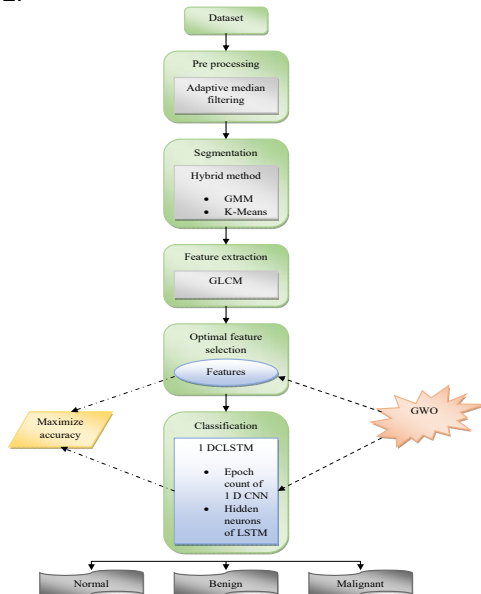 Dataset
Pre processing
Adaptive median
filtering
Segmentation
Hybrid method
• GMM
• K-Means
Feature extraction
GLCM
Optimal feature
selection
Features
GWO
Maximize
accuracy
Classification
1 DCLSTM
• Epoch
count of
1 D CNN
• Hidden
neurons
of LSTM
Normal
Benign
Malignant